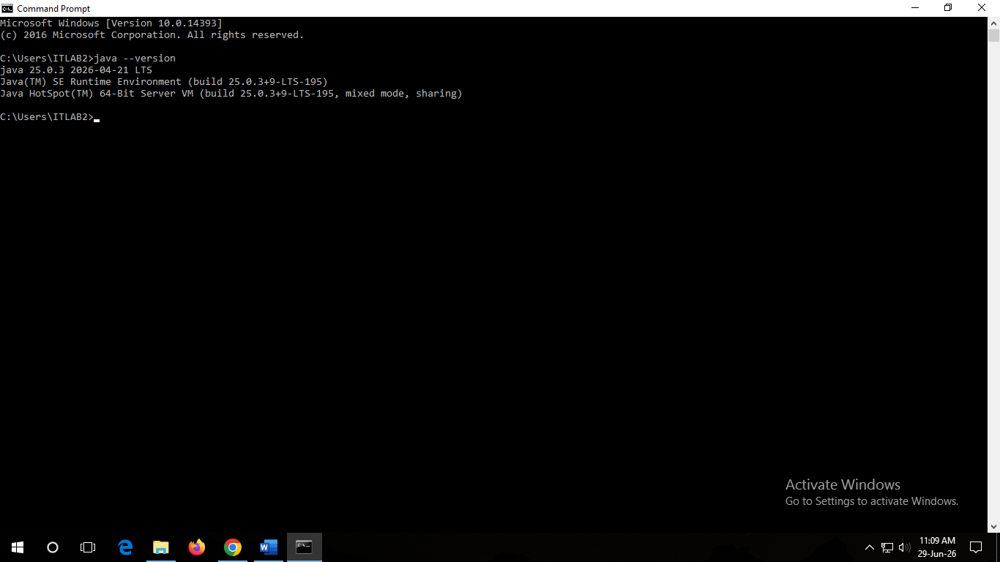 Command Prompt
Microsoft Windows [Version 10.0.14393]
(c) 2016 Microsoft Corporation. All rights reserved.
C:\Users\ITLAB2>java --version
java 25.0.3 2026-04-21 LTS
Java(TM) SE Runtime Environment (build 25.0.3+9-LTS-195)
Java HotSpot(TM) 64-Bit Server VM (build 25.0.3+9-LTS-195, mixed mode, sharing)
C:\Users\ITLAB2>
Activate Windows
Go to Settings to activate Windows.
11:09 AM
29-Jun-26